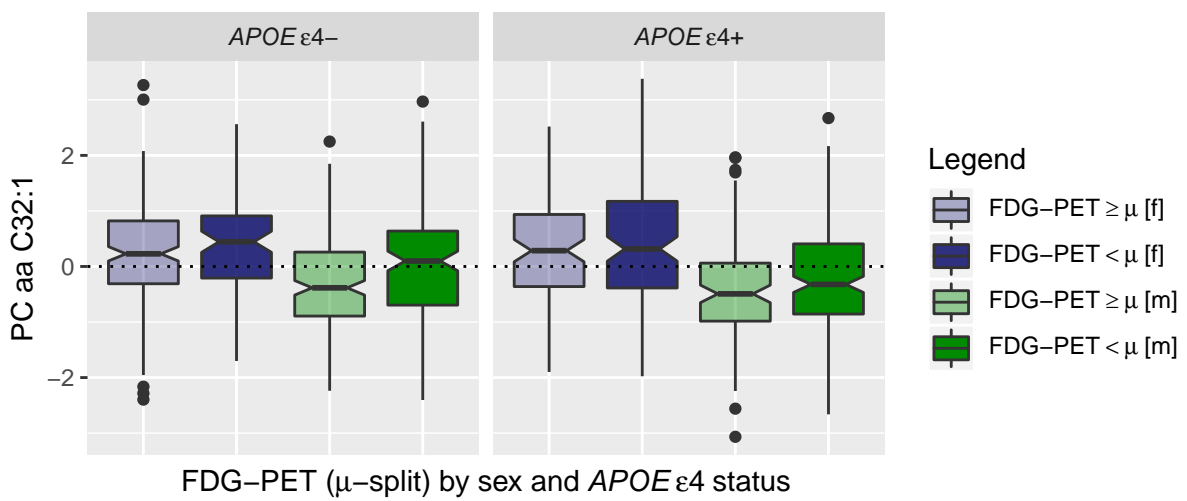 APOE ε4−
APOE ε4+
PC aa C32:1
2
0
−2
FDG−PET (μ−split) by sex and APOE ε4 status
Legend
FDG−PET ≥ μ [f]
FDG−PET < μ [f]
FDG−PET ≥ μ [m]
FDG−PET < μ [m]